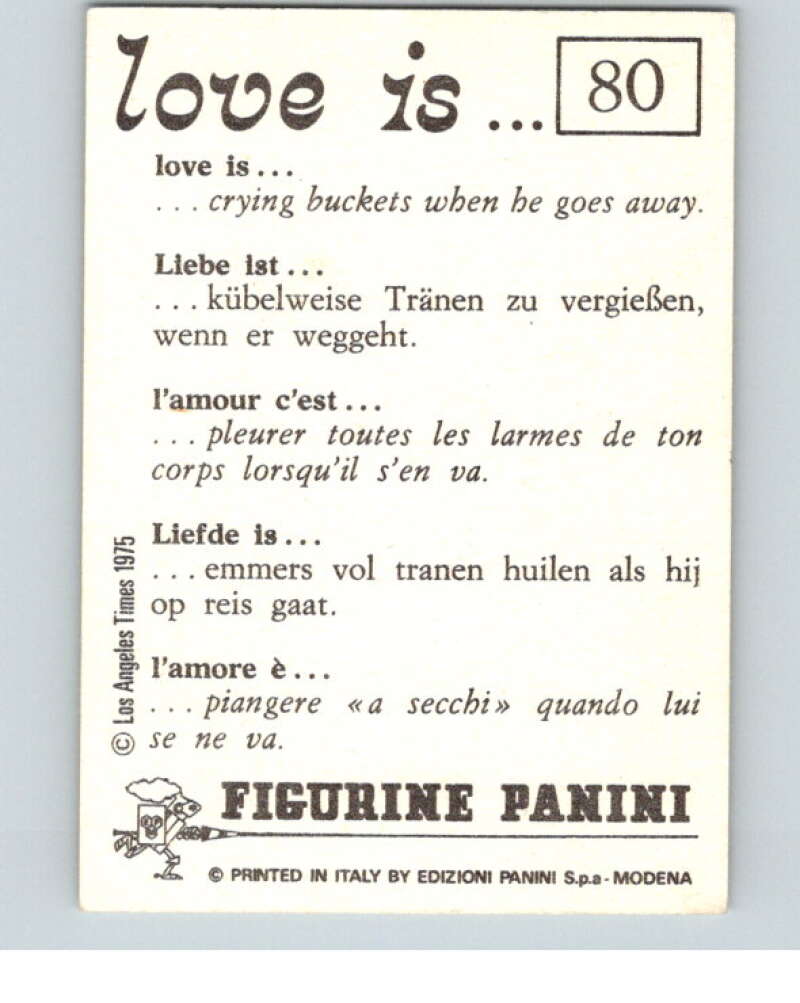 love is ...
80
love is...
... crying buckets when he goes away.
Liebe ist...
... kübelweise Tränen zu vergießen,
wenn er weggeht.
l'amour c'est...
... pleurer toutes les larmes de ton
corps lorsqu'il s'en va.
Liefde is...
... emmers vol tranen huilen als hij
op reis gaat.
l'amore è...
... piangere «a secchi» quando lui
se ne va.
© Los Angeles Times 1975
FIGURINE PANINI
© PRINTED IN ITALY BY EDIZIONI PANINI S.p.a - MODENA